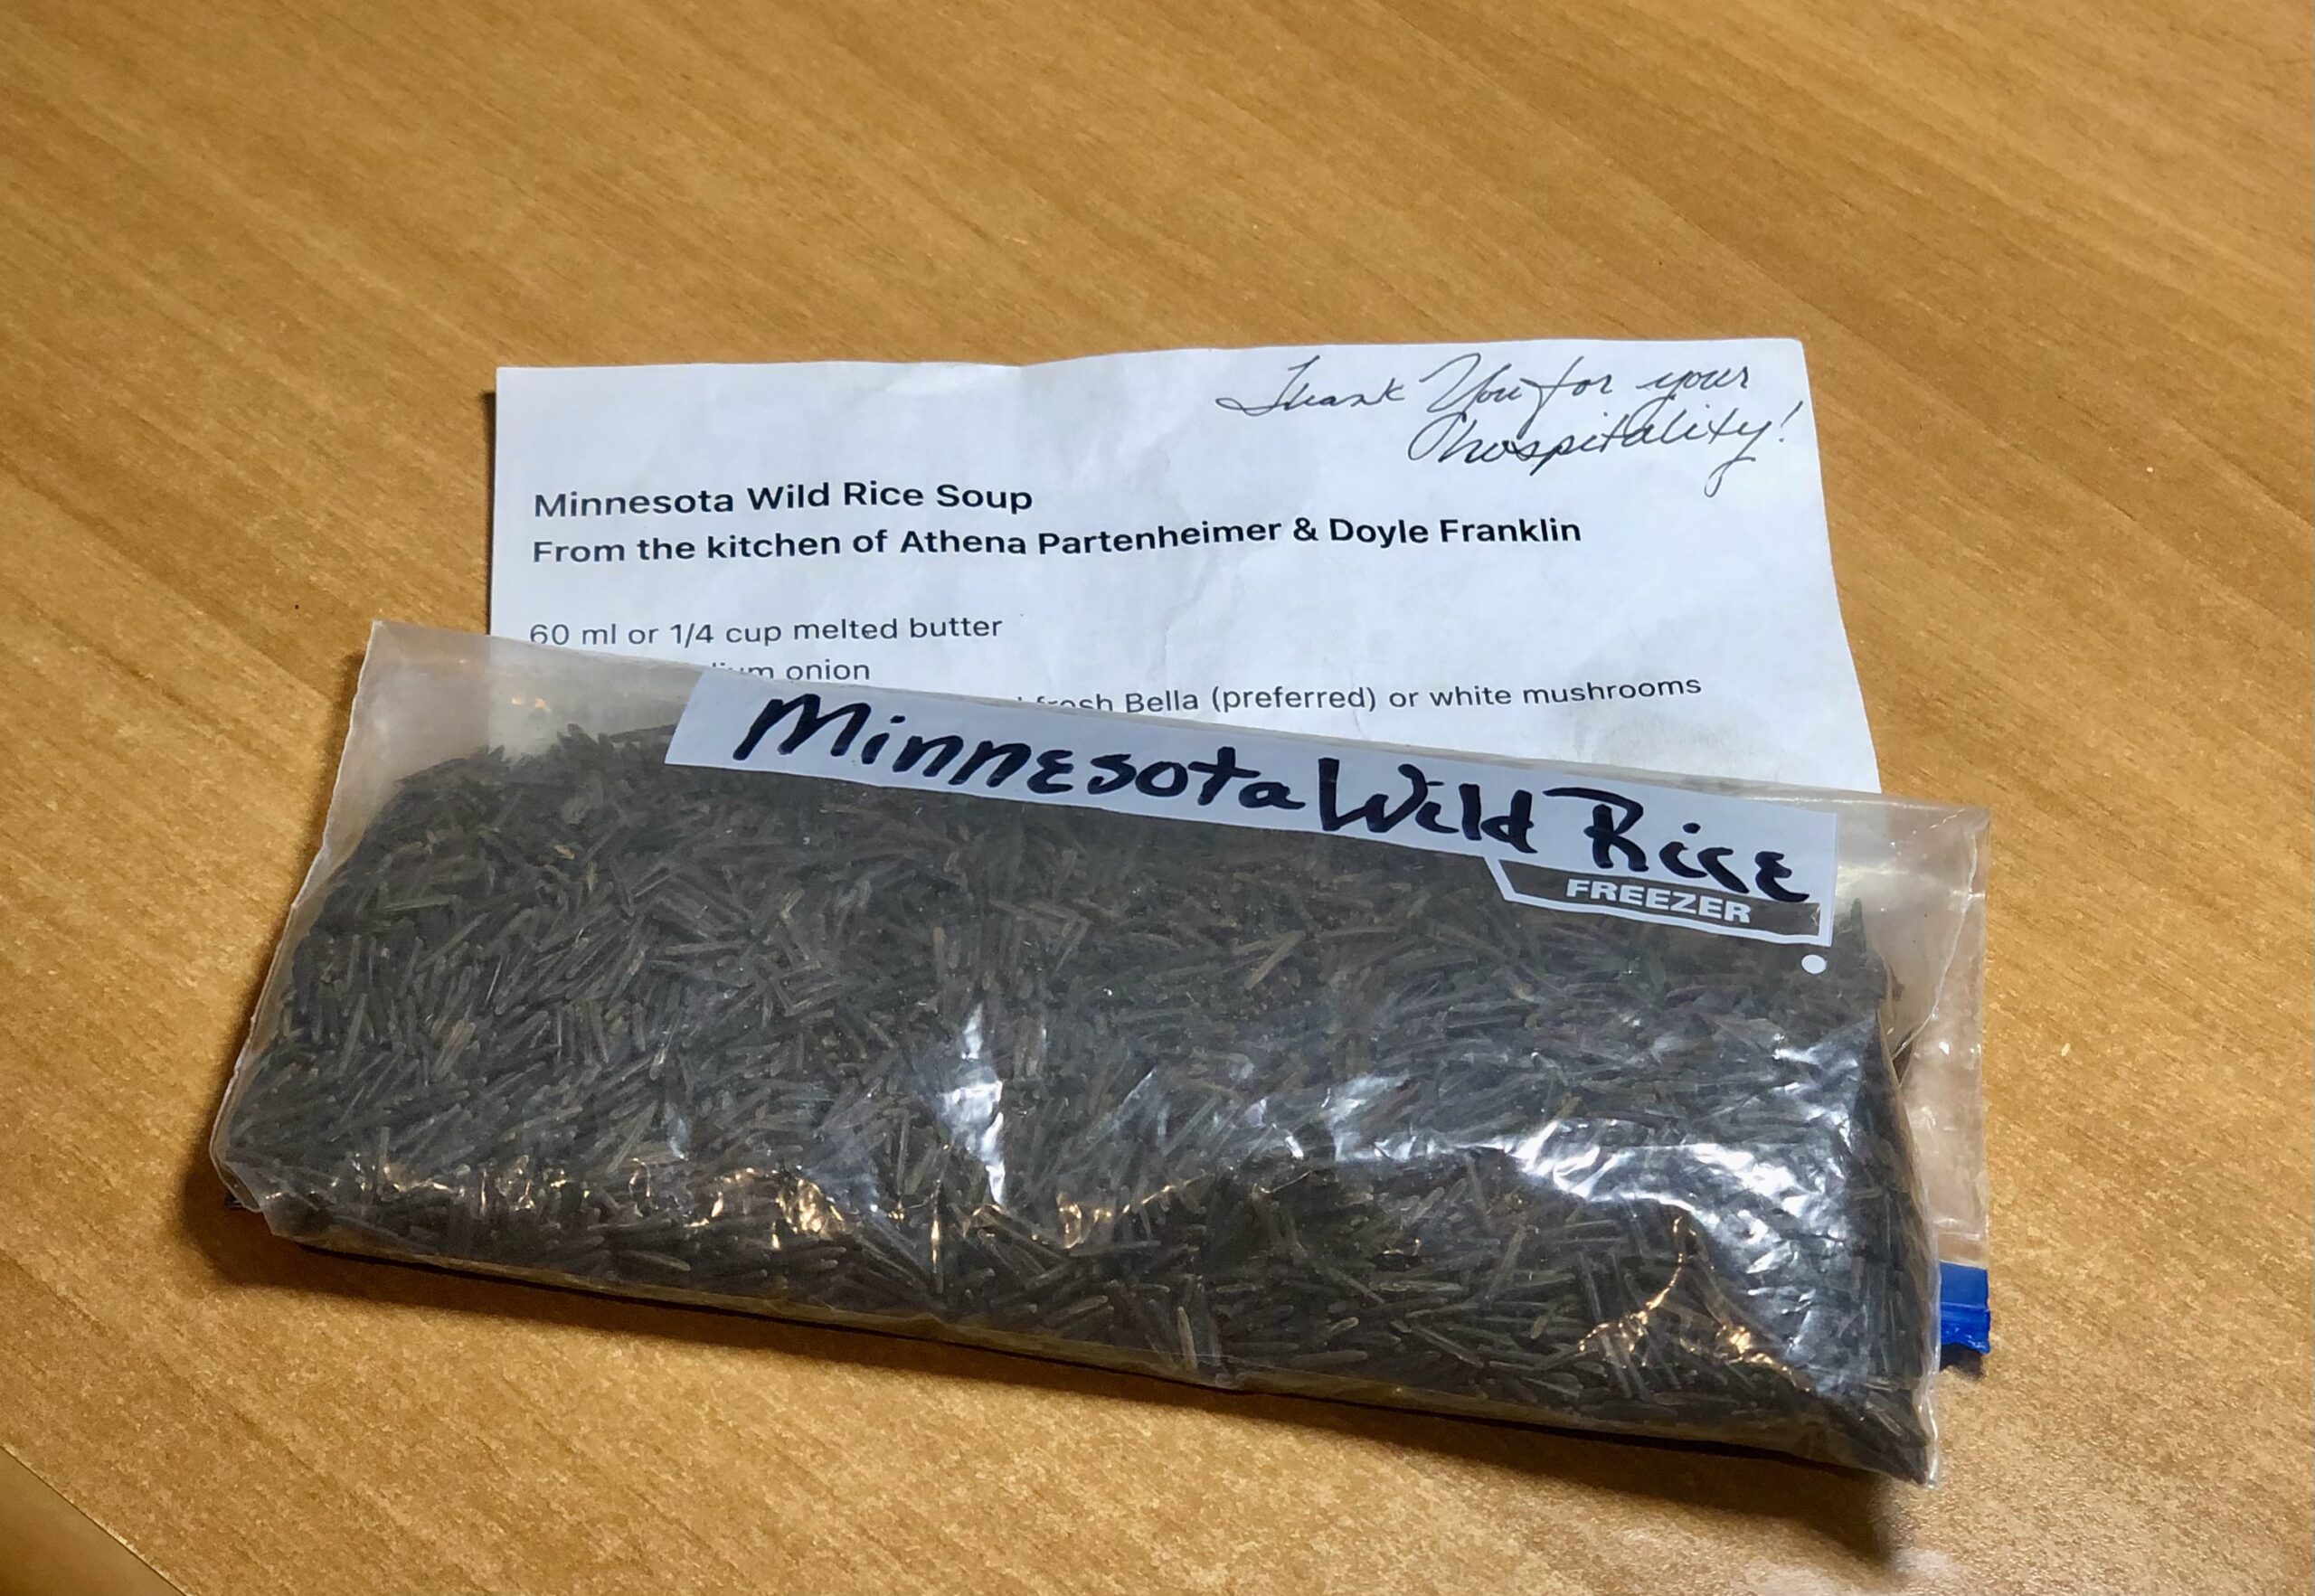 Thank You for your
hospitality!
Minnesota Wild Rice Soup
From the kitchen of Athena Partenheimer & Doyle Franklin
60 ml or 1/4 cup melted butter
onion
Bella (preferred) or white mushrooms
Minnesota Wild Rice
FREEZER